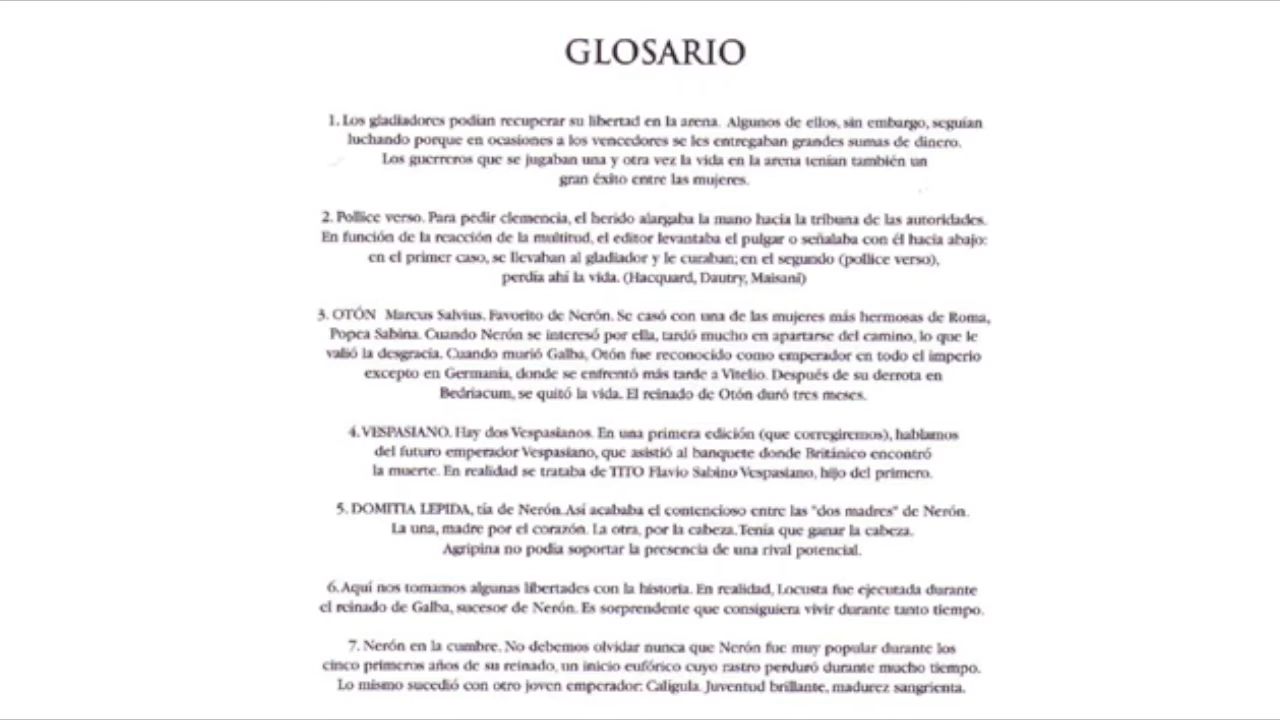 GLOSARIO
1. Los gladiadores podían recuperar su libertad en la arena. Algunos de ellos, sin embargo, seguían
luchando porque en ocasiones a los vencedores se les entregaban grandes sumas de dinero.
Los guerreros que se jugaban una y otra vez la vida en la arena tenían también un
gran éxito entre las mujeres.
2. Pollice verso. Para pedir clemencia, el herido alargaba la mano hacia la tribuna de las autoridades.
En función de la reacción de la multitud, el editor levantaba el pulgar o señalaba con él hacia abajo:
en el primer caso, se llevaban al gladiador y le curaban; en el segundo (pollice verso),
perdía ahí la vida. (Hacquard, Dautry, Maisani)
3. OTÓN Marcus Salvius. Favorito de Nerón. Se casó con una de las mujeres más hermosas de Roma,
Popea Sabina. Cuando Nerón se interesó por ella, tardó mucho en apartarse del camino, lo que le
valió la desgracia. Cuando murió Galba, Otón fue reconocido como emperador en todo el imperio
excepto en Germania, donde se enfrentó más tarde a Vitelio. Después de su derrota en
Bedriacum, se quitó la vida. El reinado de Otón duró tres meses.
4. VESPASIANO. Hay dos Vespasianos. En una primera edición (que corregiremos), hablamos
del futuro emperador Vespasiano, que asistió al banquete donde Británico encontró
la muerte. En realidad se trataba de TITO Flavio Sabino Vespasiano, hijo del primero.
5. DOMITIA LEPIDA, tía de Nerón. Así acababa el contencioso entre las "dos madres" de Nerón.
La una, madre por el corazón. La otra, por la cabeza. Tenía que ganar la cabeza.
Agripina no podía soportar la presencia de una rival potencial.
6. Aquí nos tomamos algunas libertades con la historia. En realidad, Locusta fue ejecutada durante
el reinado de Galba, sucesor de Nerón. Es sorprendente que consiguiera vivir durante tanto tiempo.
7. Nerón en la cumbre. No debemos olvidar nunca que Nerón fue muy popular durante los
cinco primeros años de su reinado, un inicio eufórico cuyo rastro perduró durante mucho tiempo.
Lo mismo sucedió con otro joven emperador: Calígula. Juventud brillante, madurez sangrienta.